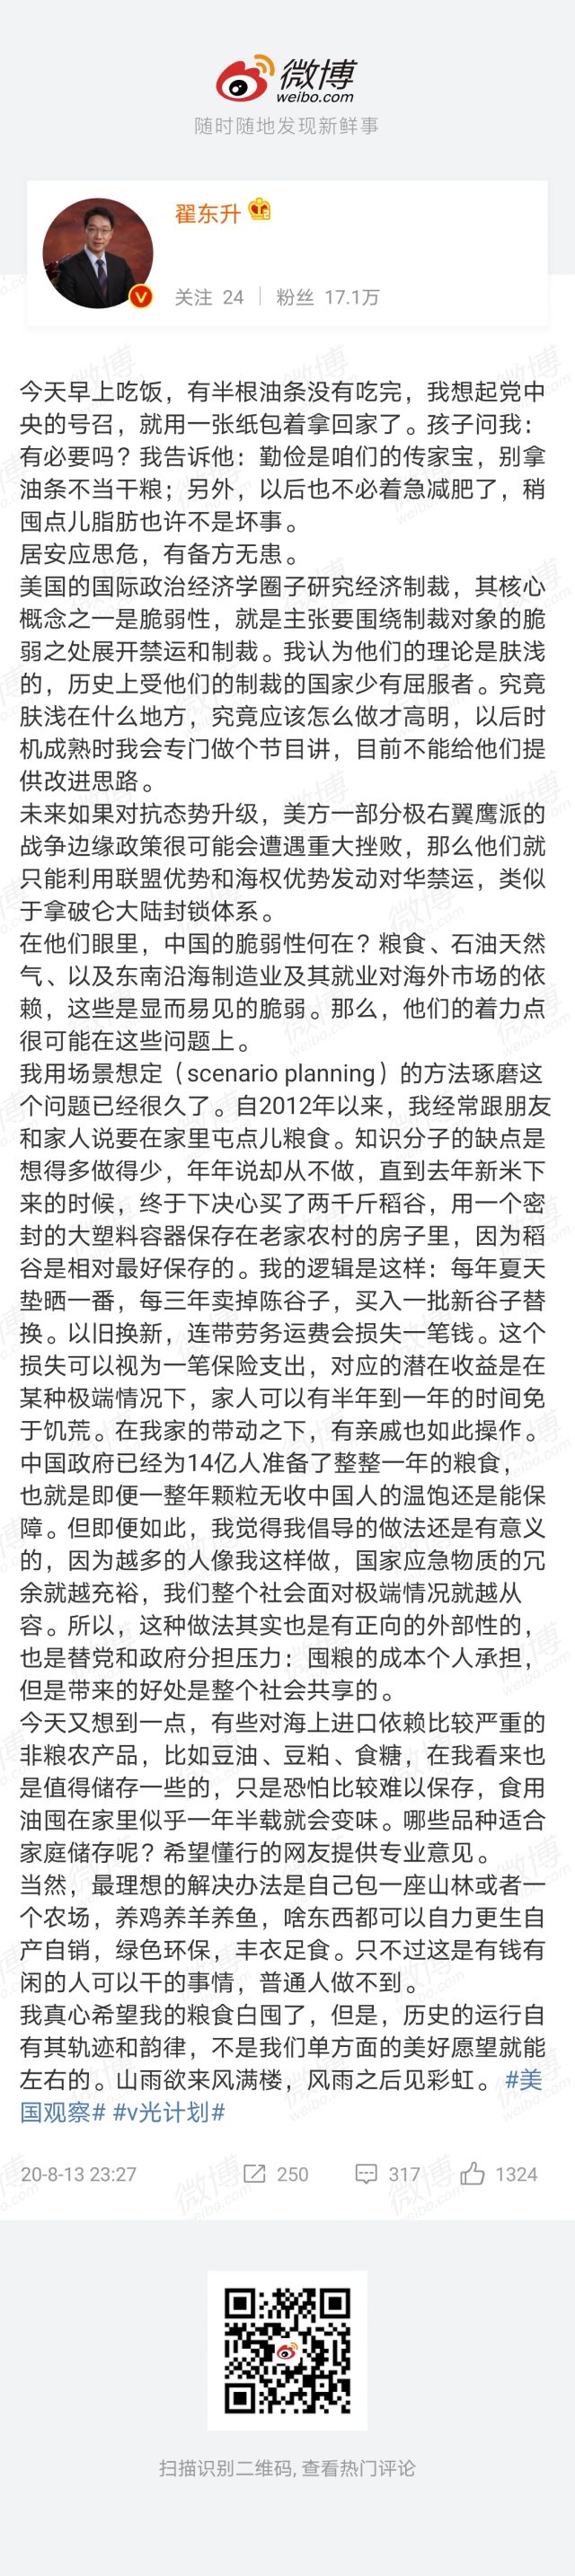 微博
weibo.com
随时随地发现新鲜事
翟东升
关注 24 | 粉丝 17.1万
今天早上吃饭，有半根油条没有吃完，我想起党中
央的号召，就用一张纸包着拿回家了。孩子问我：
有必要吗？我告诉他：勤俭是咱们的传家宝，别拿
油条不当干粮；另外，以后也不必着急减肥了，稍
囤点儿脂肪也许不是坏事。
居安应思危，有备方无患。
美国的国际政治经济学圈子研究经济制裁，其核心
概念之一是脆弱性，就是主张要围绕制裁对象的脆
弱之处展开禁运和制裁。我认为他们的理论是肤浅
的，历史上受他们的制裁的国家少有屈服者。究竟
肤浅在什么地方，究竟应该怎么做才高明，以后时
机成熟时我会专门做个节目讲，目前不能给他们提
供改进思路。
未来如果对抗态势升级，美方一部分极右翼鹰派的
战争边缘政策很可能会遭遇重大挫败，那么他们就
只能利用联盟优势和海权优势发动对华禁运，类似
于拿破仑大陆封锁体系。
在他们眼里，中国的脆弱性何在？粮食、石油天然
气、以及东南沿海制造业及其就业对海外市场的依
赖，这些是显而易见的脆弱。那么，他们的着力点
很可能在这些问题上。
我用场景想定（scenario planning）的方法琢磨这
个问题已经很久了。自2012年以来，我经常跟朋友
和家人说要在家里屯点儿粮食。知识分子的缺点是
想得多做得少，年年说却从不做，直到去年新米下
来的时候，终于下决心买了两千斤稻谷，用一个密
封的大塑料容器保存在老家农村的房子里，因为稻
谷是相对最好保存的。我的逻辑是这样：每年夏天
垫晒一番，每三年卖掉陈谷子，买入一批新谷子替
换。以旧换新，连带劳务运费会损失一笔钱。这个
损失可以视为一笔保险支出，对应的潜在收益是在
某种极端情况下，家人可以有半年到一年的时间免
于饥荒。在我家的带动之下，有亲戚也如此操作。
中国政府已经为14亿人准备了整整一年的粮食，
也就是即便一整年颗粒无收中国人的温饱还是能保
障。但即便如此，我觉得我倡导的做法还是有意义
的，因为越多的人像我这样做，国家应急物质的冗
余就越充裕，我们整个社会面对极端情况就越从
容。所以，这种做法其实也是有正向的外部性的，
也是替党和政府分担压力：囤粮的成本个人承担，
但是带来的好处是整个社会共享的。
今天又想到一点，有些对海上进口依赖比较严重的
非粮农产品，比如豆油、豆粕、食糖，在我看来也
是值得储存一些的，只是恐怕比较难以保存，食用
油囤在家里似乎一年半载就会变味。哪些品种适合
家庭储存呢？希望懂行的网友提供专业意见。
当然，最理想的解决办法是自己包一座山林或者一
个农场，养鸡养羊养鱼，啥东西都可以自力更生自
产自销，绿色环保，丰衣足食。只不过这是有钱有
闲的人可以干的事情，普通人做不到。
我真心希望我的粮食白囤了，但是，历史的运行自
有其轨迹和韵律，不是我们单方面的美好愿望就能
左右的。山雨欲来风满楼，风雨之后见彩虹。#美
国观察# #v光计划#
20-8-13 23:27 250 317 1324
扫描识别二维码, 查看热门评论